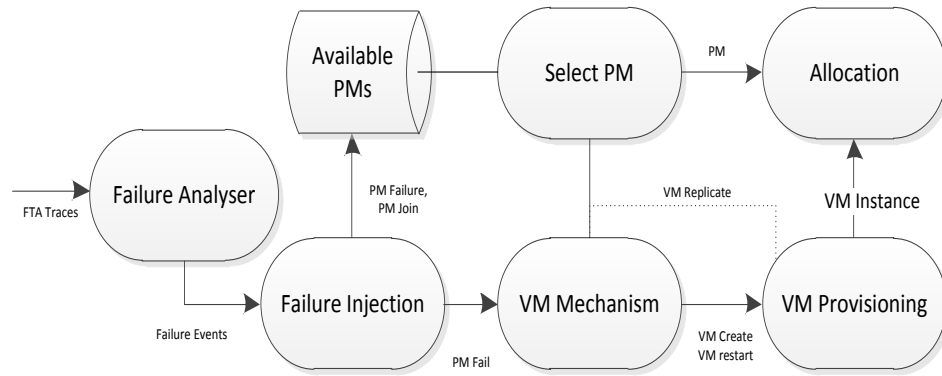 Available
PMs
Select PM
PM
Allocation
Failure Analyser
FTA Traces
PM Failure,
PM Join
VM Replicate
VM Instance
Failure Events
Failure Injection
PM Fail
VM Mechanism
VM Create
VM restart
VM Provisioning